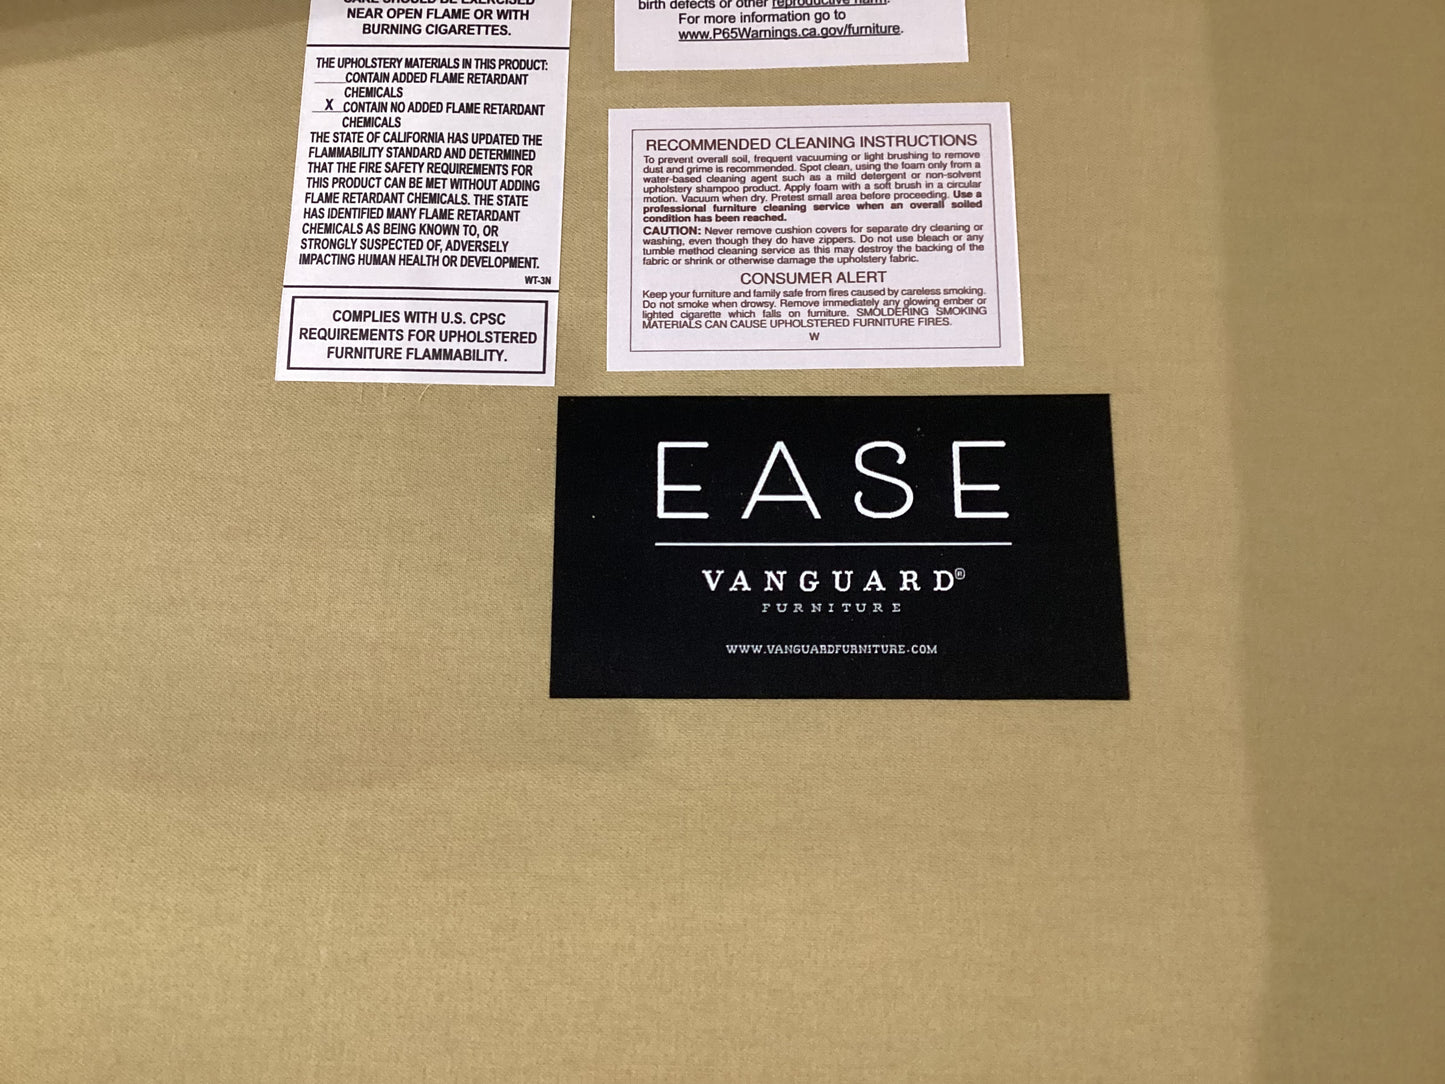 CARE SHOULD BE EXERCISED
NEAR OPEN FLAME OR WITH
BURNING CIGARETTES.
THE UPHOLSTERY MATERIALS IN THIS PRODUCT:
CONTAIN ADDED FLAME RETARDANT
CHEMICALS
X CONTAIN NO ADDED FLAME RETARDANT
CHEMICALS
THE STATE OF CALIFORNIA HAS UPDATED THE
FLAMMABILITY STANDARD AND DETERMINED
THAT THE FIRE SAFETY REQUIREMENTS FOR
THIS PRODUCT CAN BE MET WITHOUT ADDING
FLAME RETARDANT CHEMICALS. THE STATE
HAS IDENTIFIED MANY FLAME RETARDANT
CHEMICALS AS BEING KNOWN TO, OR
STRONGLY SUSPECTED OF, ADVERSELY
IMPACTING HUMAN HEALTH OR DEVELOPMENT.
WT-3N
COMPLIES WITH U.S. CPSC
REQUIREMENTS FOR UPHOLSTERED
FURNITURE FLAMMABILITY.
birth defects or other reproductive harm.
For more information go to
www.P65Warnings.ca.gov/furniture.
RECOMMENDED CLEANING INSTRUCTIONS
To prevent overall soil, frequent vacuuming or light brushing to remove
dust and grime is recommended. Spot clean, using the foam only from a
water-based cleaning agent such as a mild detergent or non-solvent
upholstery shampoo product. Apply foam with a soft brush in a circular
motion. Vacuum when dry. Pretest small area before proceeding. Use a
professional furniture cleaning service when an overall soiled
condition has been reached.
CAUTION: Never remove cushion covers for separate dry cleaning or
washing, even though they do have zippers. Do not use bleach or any
tumble method cleaning service as this may destroy the backing of the
fabric or shrink or otherwise damage the upholstery fabric.
CONSUMER ALERT
Keep your furniture and family safe from fires caused by careless smoking.
Do not smoke when drowsy. Remove immediately any glowing ember or
lighted cigarette which falls on furniture. SMOLDERING SMOKING
MATERIALS CAN CAUSE UPHOLSTERED FURNITURE FIRES.
W
EASE
VANGUARD®
FURNITURE
WWW.VANGUARDFURNITURE.COM